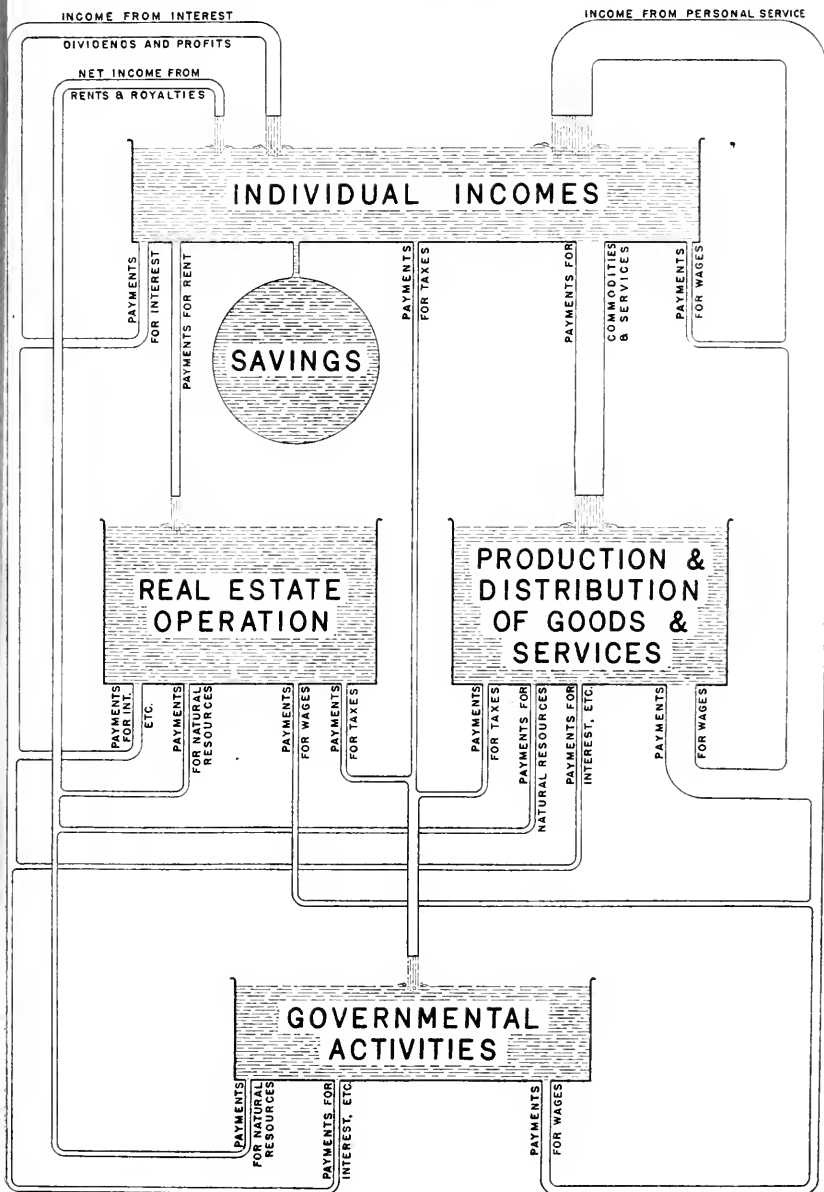 INCOME FROM INTEREST
DIVIDENDS AND PROFITS
NET INCOME FROM
RENTS & ROYALTIES
INCOME FROM PERSONAL SERVICE
INDIVIDUAL INCOMES
PAYMENTS
FOR INTEREST
PAYMENTS FOR RENT
PAYMENTS
FOR TAXES
PAYMENTS FOR
COMMODITIES
& SERVICES
PAYMENTS
FOR WAGES
SAVINGS
REAL ESTATE
OPERATION
PRODUCTION &
DISTRIBUTION
OF GOODS &
SERVICES
PAYMENTS
FOR INT.
ETC.
PAYMENTS
FOR NATURAL
RESOURCES
PAYMENTS
FOR WAGES
PAYMENTS
FOR TAXES
PAYMENTS
FOR TAXES
PAYMENTS FOR
NATURAL RESOURCES
PAYMENTS FOR
INTEREST, ETC.
PAYMENTS
FOR WAGES
GOVERNMENTAL
ACTIVITIES
PAYMENTS
FOR NATURAL
RESOURCES
PAYMENTS FOR
INTEREST, ETC.
PAYMENTS
FOR WAGES